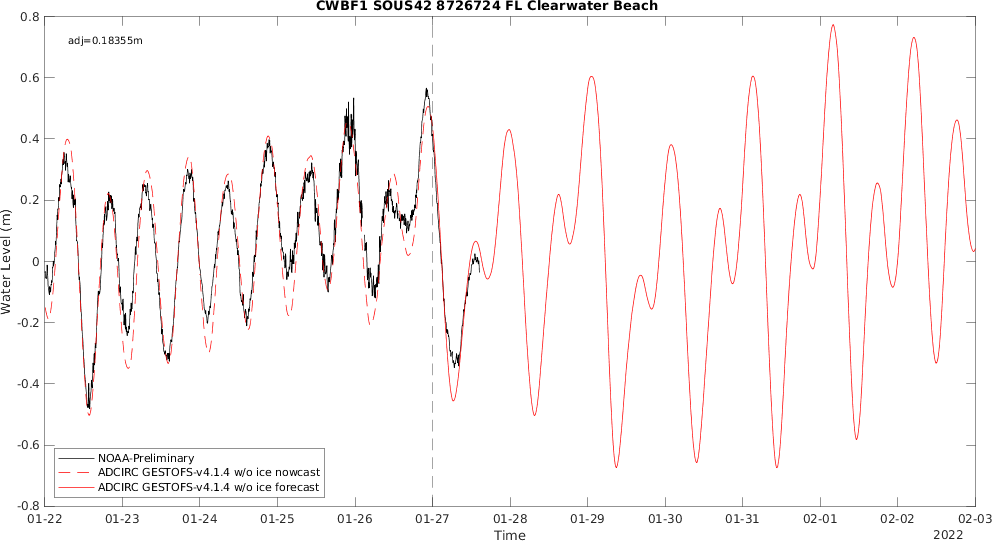 CWBF1 SOUS42 8726724 FL Clearwater Beach
adj=0.18355m
0.8
0.6
0.4
0.2
0
-0.2
-0.4
-0.6
-0.8
Water Level (m)
NOAA-Preliminary
ADCIRC GESTOFS-v4.1.4 w/o ice nowcast
ADCIRC GESTOFS-v4.1.4 w/o ice forecast
01-22 01-23 01-24 01-25 01-26 01-27 01-28 01-29 01-30 01-31 02-01 02-02 02-03
Time
2022